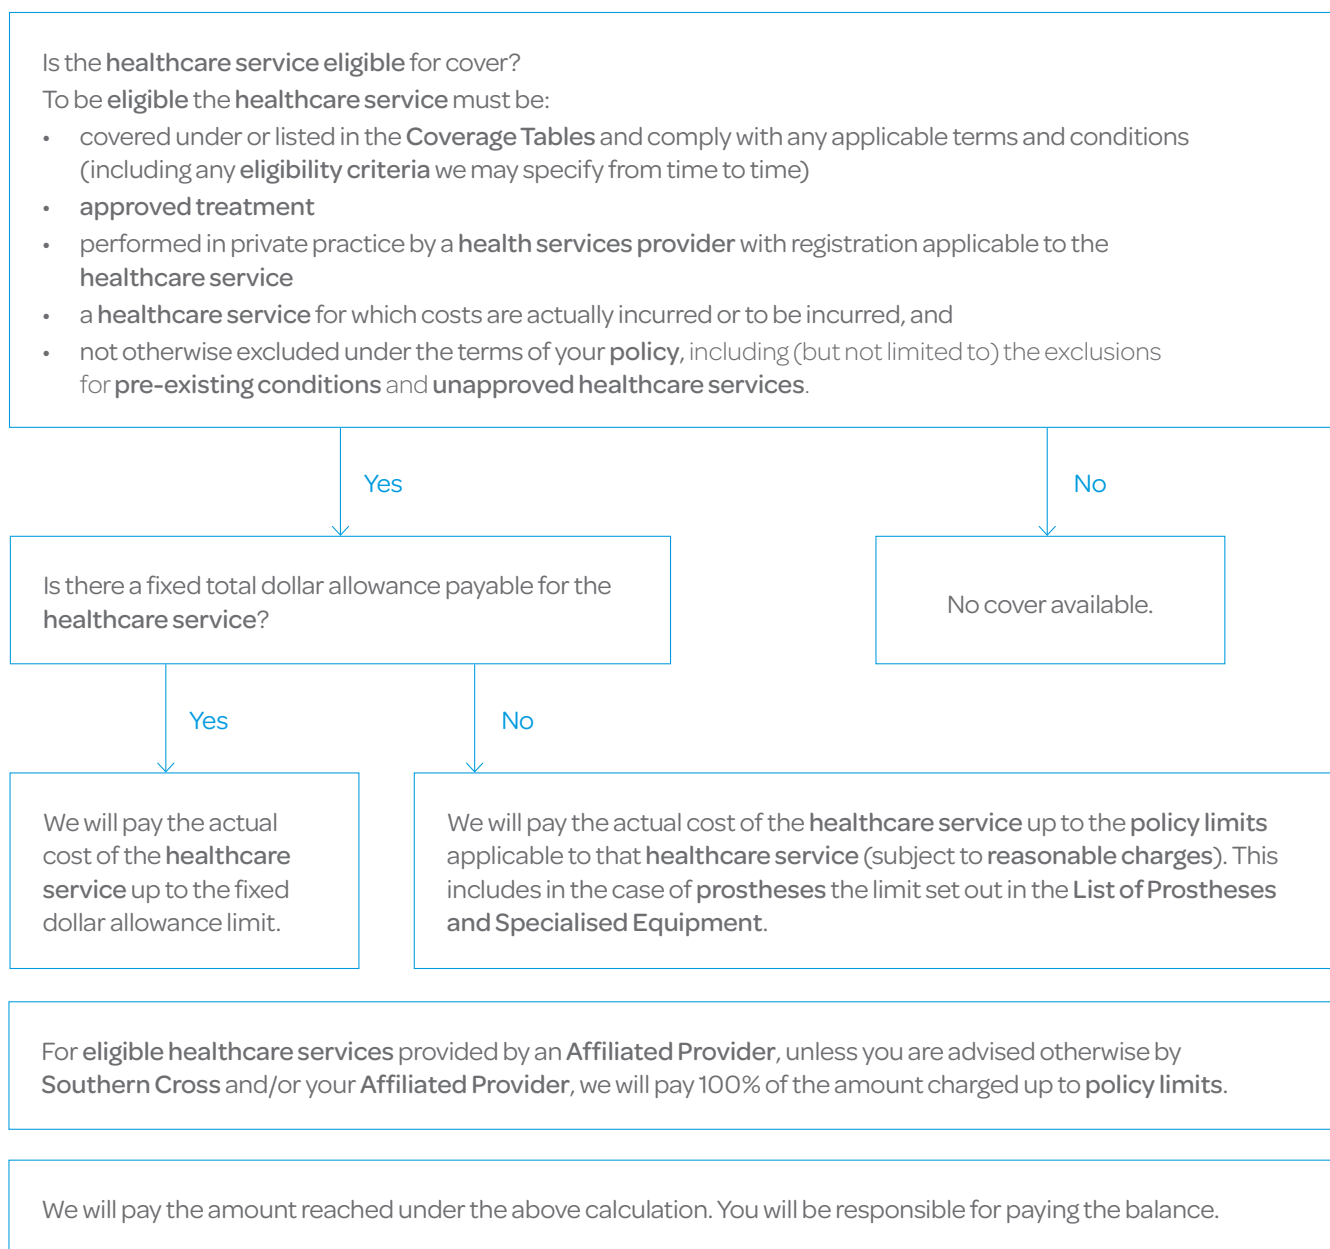 Is the healthcare service eligible for cover?
To be eligible the healthcare service must be:
• covered under or listed in the Coverage Tables and comply with any applicable terms and conditions
(including any eligibility criteria we may specify from time to time)
• approved treatment
• performed in private practice by a health services provider with registration applicable to the
healthcare service
• a healthcare service for which costs are actually incurred or to be incurred, and
• not otherwise excluded under the terms of your policy, including (but not limited to) the exclusions
for pre-existing conditions and unapproved healthcare services.
Yes
No
Is there a fixed total dollar allowance payable for the
healthcare service?
No cover available.
Yes
No
We will pay the actual
cost of the healthcare
service up to the fixed
dollar allowance limit.
We will pay the actual cost of the healthcare service up to the policy limits
applicable to that healthcare service (subject to reasonable charges). This
includes in the case of prostheses the limit set out in the List of Prostheses
and Specialised Equipment.
For eligible healthcare services provided by an Affiliated Provider, unless you are advised otherwise by
Southern Cross and/or your Affiliated Provider, we will pay 100% of the amount charged up to policy limits.
We will pay the amount reached under the above calculation. You will be responsible for paying the balance.